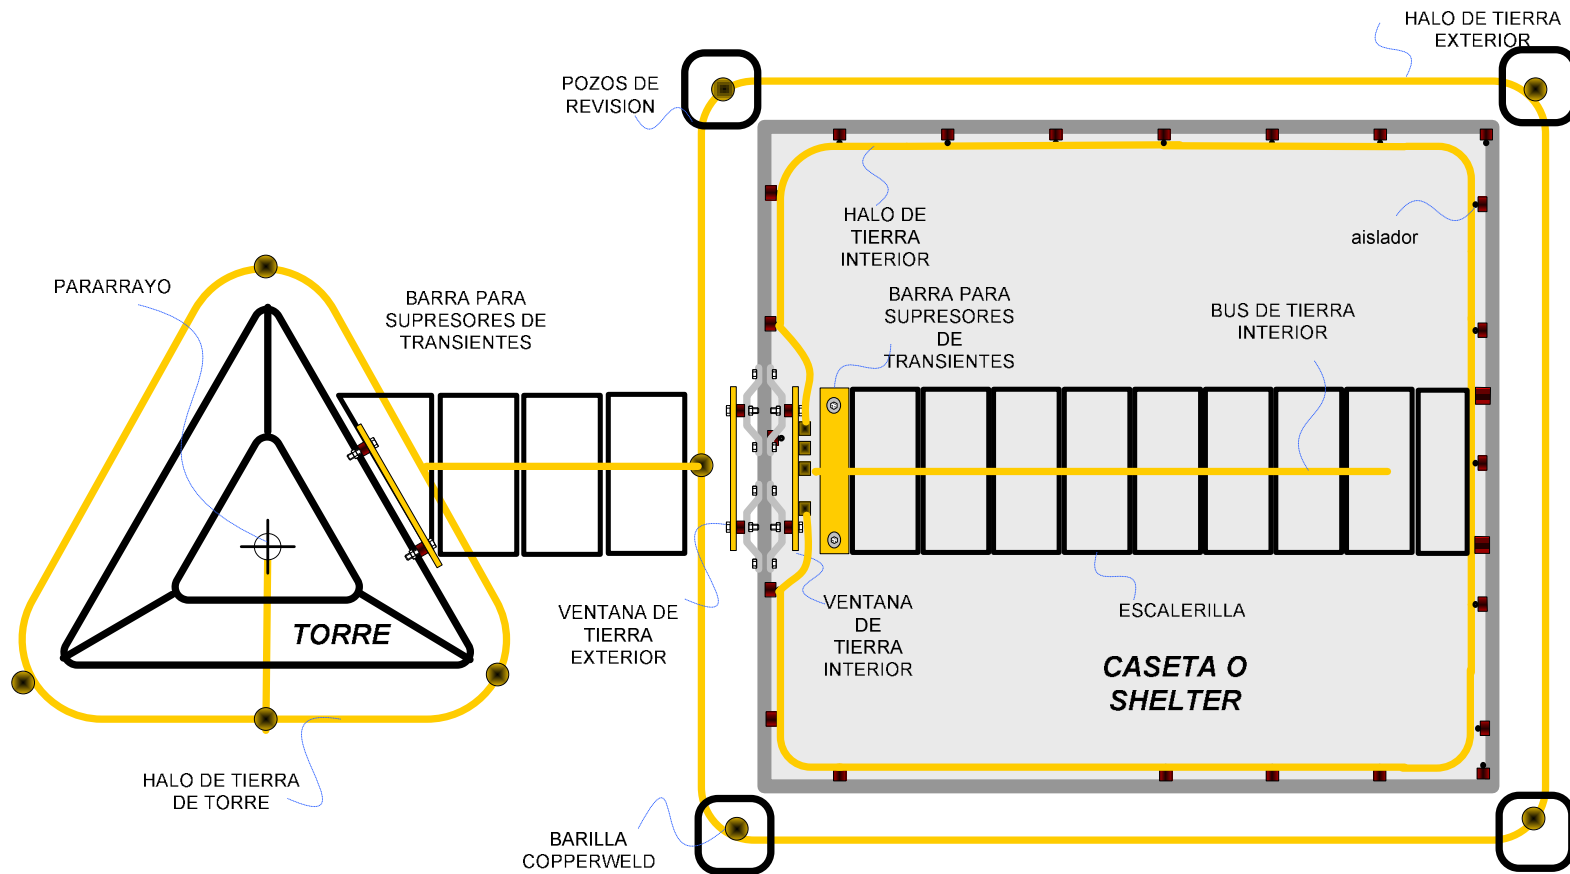 HALO DE TIERRA
EXTERIOR
POZOS DE
REVISION
HALO DE
TIERRA
INTERIOR
aislador
PARARRAYO
BARRA PARA
SUPRESORES DE
TRANSIENTES
BARRA PARA
SUPRESORES
DE
TRANSIENTES
BUS DE TIERRA
INTERIOR
VENTANA DE
TIERRA
EXTERIOR
VENTANA
DE
TIERRA
INTERIOR
ESCALERILLA
TORRE
CASETA O
SHELTER
HALO DE TIERRA
DE TORRE
BARILLA
COPPERWELD